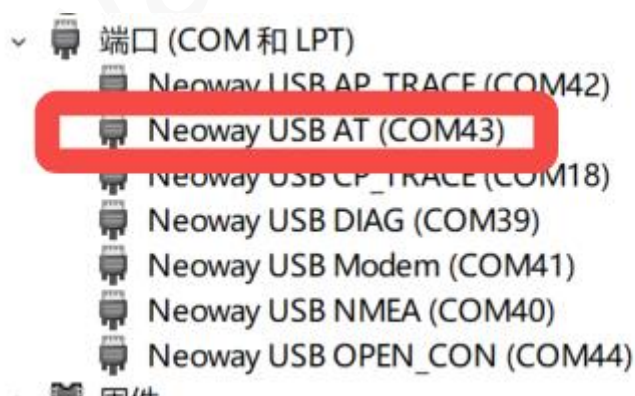 端口 (COM 和 LPT)
Neoway USB AP_TRACE (COM42)
Neoway USB AT (COM43)
Neoway USB CP_TRACE (COM18)
Neoway USB DIAG (COM39)
Neoway USB Modem (COM41)
Neoway USB NMEA (COM40)
Neoway USB OPEN_CON (COM44)